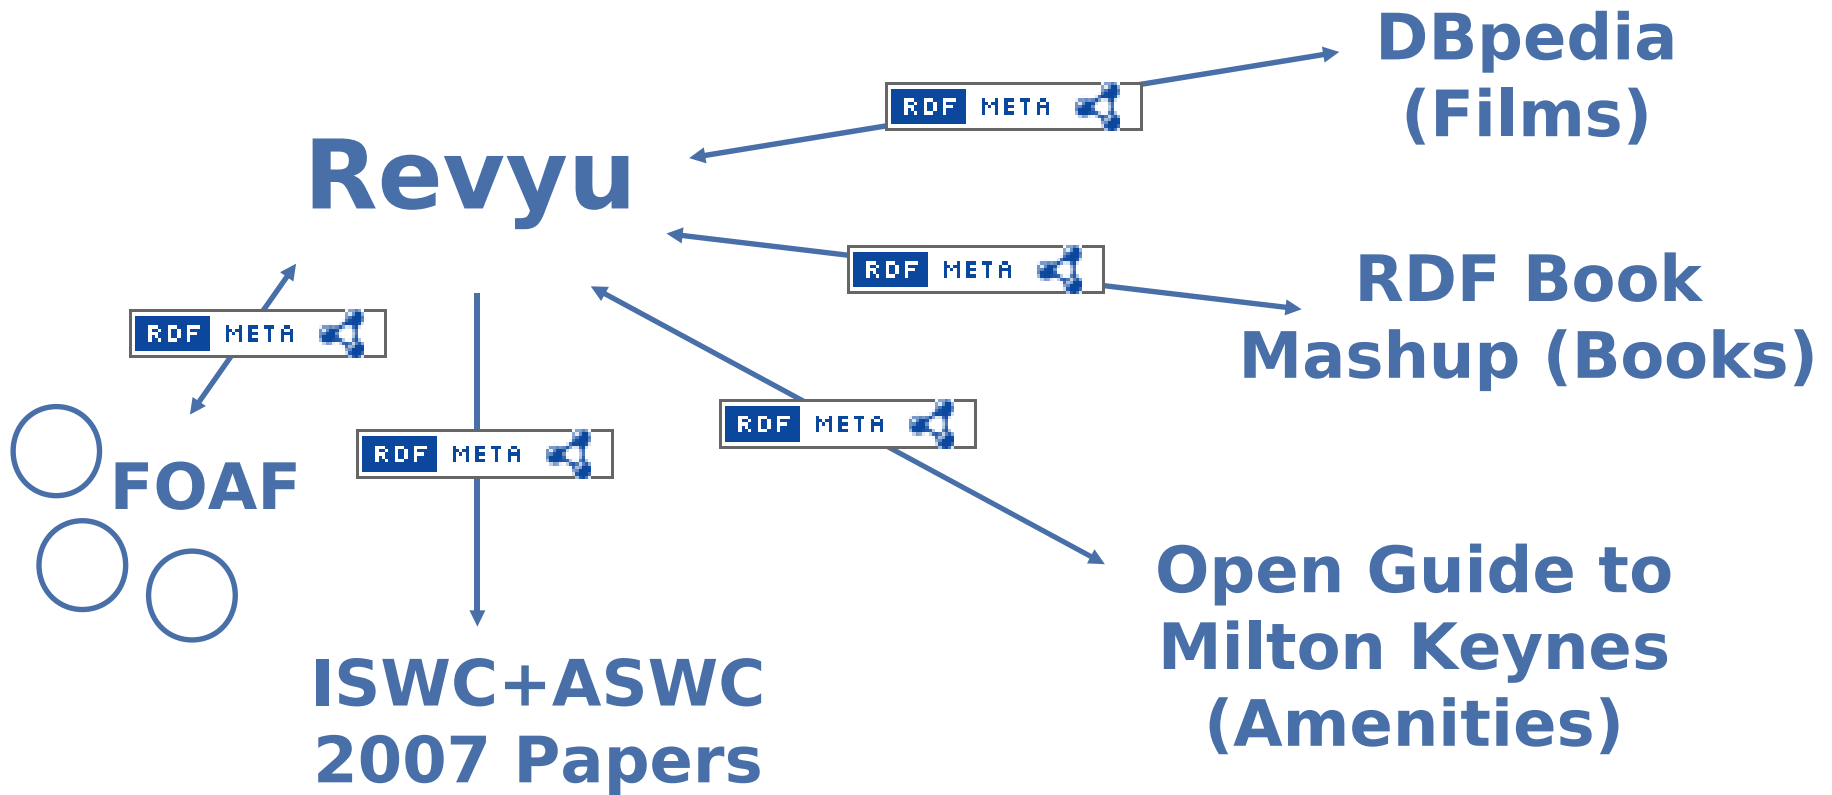 DBpedia
(Films)
RDF META
Revyu
RDF META
RDF Book
Mashup (Books)
RDF META
RDF META
RDF META
FOAF
Open Guide to
Milton Keynes
(Amenities)
ISWC+ASWC
2007 Papers